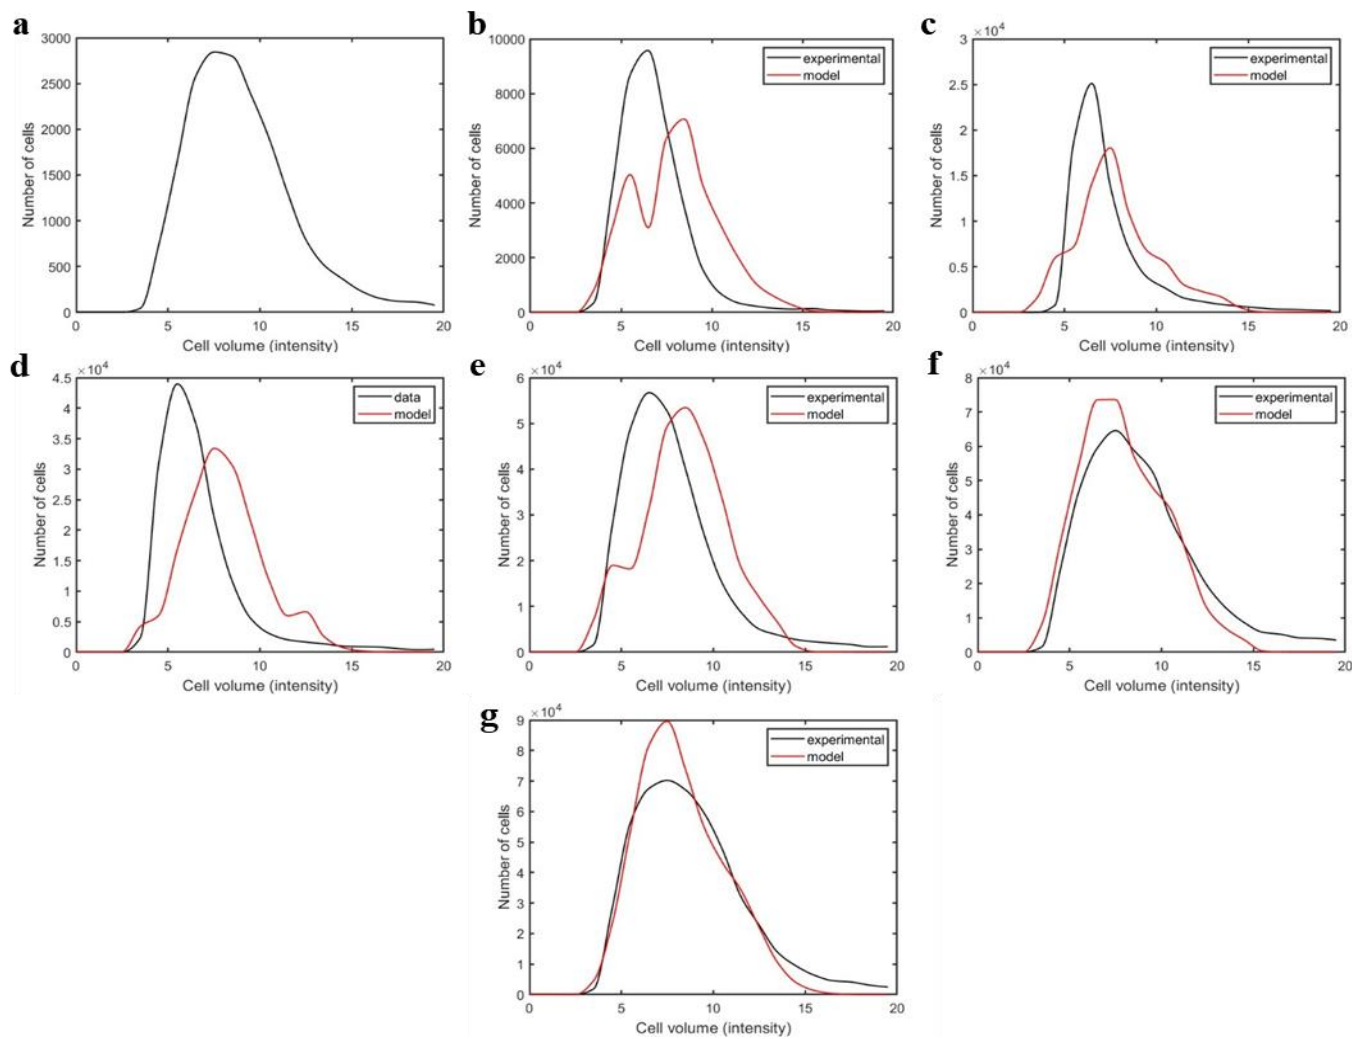 a
3000
2500
2000
1500
1000
500
0
0 5 10 15 20
Number of cells
Cell volume (intensity)
b
10000
8000
6000
4000
2000
0
0 5 10 15 20
Number of cells
Cell volume (intensity)
experimental
model
c
×10⁴
3
2.5
2
1.5
1
0.5
0
0 5 10 15 20
Number of cells
Cell volume (intensity)
experimental
model
d
×10⁴
4.5
4
3.5
3
2.5
2
1.5
1
0.5
0
0 5 10 15 20
Number of cells
Cell volume (intensity)
data
model
e
×10⁴
6
5
4
3
2
1
0
0 5 10 15 20
Number of cells
Cell volume (intensity)
experimental
model
f
×10⁴
8
7
6
5
4
3
2
1
0
0 5 10 15 20
Number of cells
Cell volume (intensity)
experimental
model
g
×10⁴
9
8
7
6
5
4
3
2
1
0
0 5 10 15 20
Number of cells
Cell volume (intensity)
experimental
model